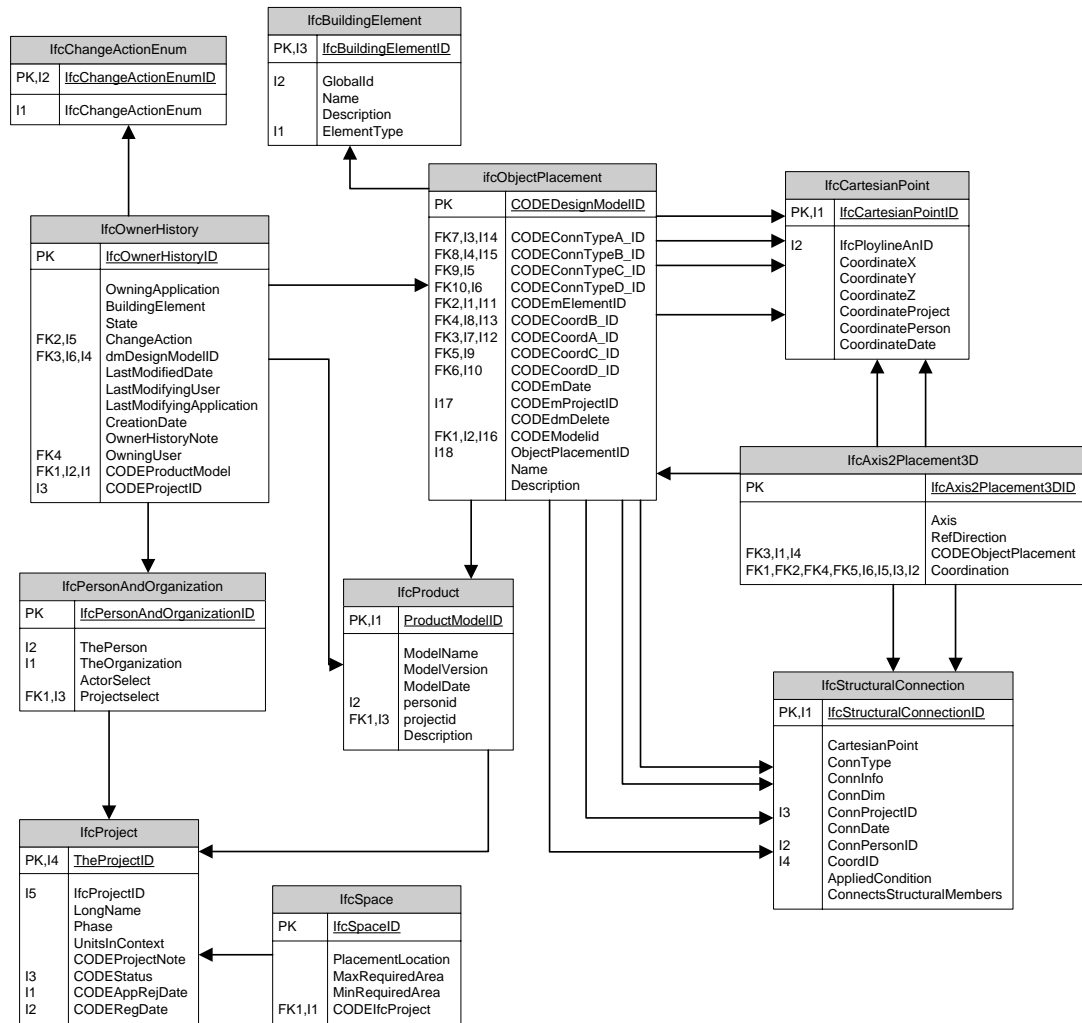 IfcChangeActionEnum
PK,I2 IfcChangeActionEnumID
I1 IfcChangeActionEnum
IfcBuildingElement
PK,I3 IfcBuildingElementID
I2 GlobalId
Name
Description
I1 ElementType
IfcOwnerHistory
PK IfcOwnerHistoryID
OwningApplication
BuildingElement
State
FK2,I5 ChangeAction
FK3,I6,I4 dmDesignModelID
LastModifiedDate
LastModifyingUser
LastModifyingApplication
CreationDate
OwnerHistoryNote
FK4 OwningUser
FK1,I2,I1 CODEProductModel
I3 CODEProjectID
ifcObjectPlacement
PK CODEDesignModelID
FK7,I3,I14 CODEConnTypeA_ID
FK8,I4,I15 CODEConnTypeB_ID
FK9,I5 CODEConnTypeC_ID
FK10,I6 CODEConnTypeD_ID
FK2,I1,I11 CODEmElementID
FK4,I8,I13 CODECoordB_ID
FK3,I7,I12 CODECoordA_ID
FK5,I9 CODECoordC_ID
FK6,I10 CODECoordD_ID
CODEmDate
I17 CODEmProjectID
CODEdmDelete
FK1,I2,I16 CODEModelid
I18 ObjectPlacementID
Name
Description
IfcCartesianPoint
PK,I1 IfcCartesianPointID
I2 IfcPloylineAnID
CoordinateX
CoordinateY
CoordinateZ
CoordinateProject
CoordinatePerson
CoordinateDate
IfcAxis2Placement3D
PK IfcAxis2Placement3DID
Axis
RefDirection
FK3,I1,I4 CODEObjectPlacement
FK1,FK2,FK4,FK5,I6,I5,I3,I2 Coordination
IfcPersonAndOrganization
PK IfcPersonAndOrganizationID
I2 ThePerson
I1 TheOrganization
ActorSelect
FK1,I3 Projectselect
IfcProduct
PK,I1 ProductModelID
ModelName
ModelVersion
ModelDate
I2 personid
FK1,I3 projectid
Description
IfcStructuralConnection
PK,I1 IfcStructuralConnectionID
CartesianPoint
ConnType
ConnInfo
ConnDim
I3 ConnProjectID
ConnDate
I2 ConnPersonID
I4 CoordID
AppliedCondition
ConnectsStructuralMembers
IfcProject
PK,I4 TheProjectID
I5 IfcProjectID
LongName
Phase
UnitsInContext
CODEProjectNote
I3 CODEStatus
I1 CODEAppRejDate
I2 CODERegDate
IfcSpace
PK IfcSpaceID
PlacementLocation
MaxRequiredArea
MinRequiredArea
FK1,I1 CODEIfcProject